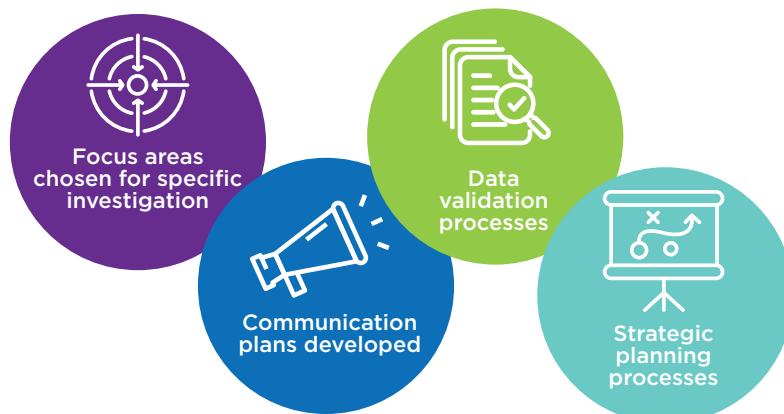 Focus areas
chosen for specific
investigation
Communication
plans developed
Data
validation
processes
Strategic
planning
processes